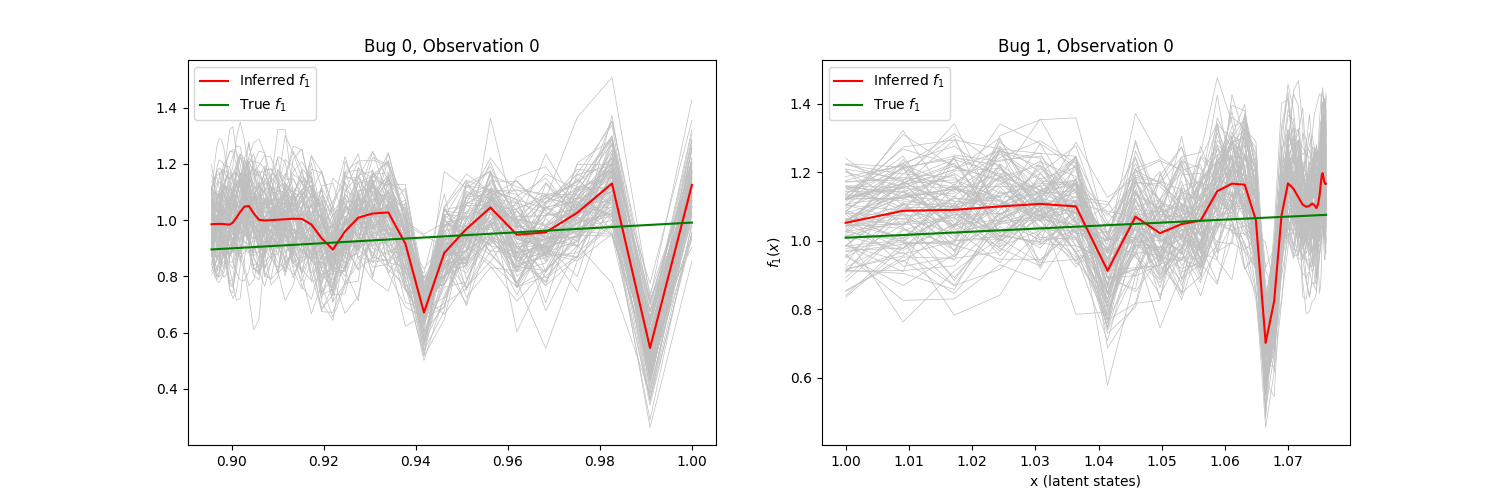 Bug 0, Observation 0
Inferred f₁
True f₁
1.4
1.2
1.0
0.8
0.6
0.4
0.90 0.92 0.94 0.96 0.98 1.00
Bug 1, Observation 0
Inferred f₁
True f₁
f₁(x)
1.4
1.2
1.0
0.8
0.6
1.00 1.01 1.02 1.03 1.04 1.05 1.06 1.07
x (latent states)